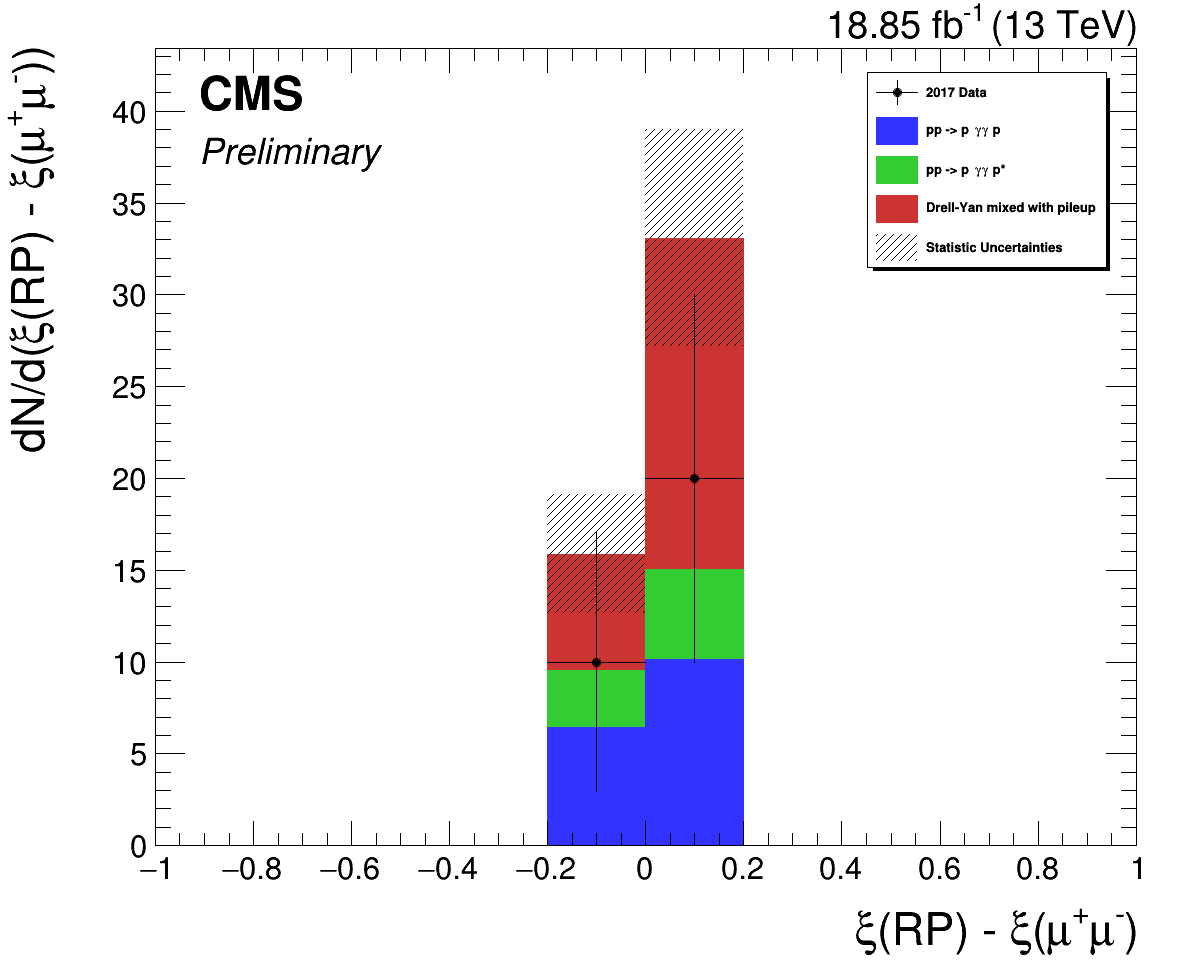 18.85 fb⁻¹ (13 TeV)
CMS
Preliminary
2017 Data
pp -> p γγ p
pp -> p γγ p*
Drell-Yan mixed with pileup
Statistic Uncertainties
dN/d(ξ(RP) - ξ(μ⁺μ⁻))
40
35
30
25
20
15
10
5
0
−1 −0.8 −0.6 −0.4 −0.2 0 0.2 0.4 0.6 0.8 1
ξ(RP) - ξ(μ⁺μ⁻)